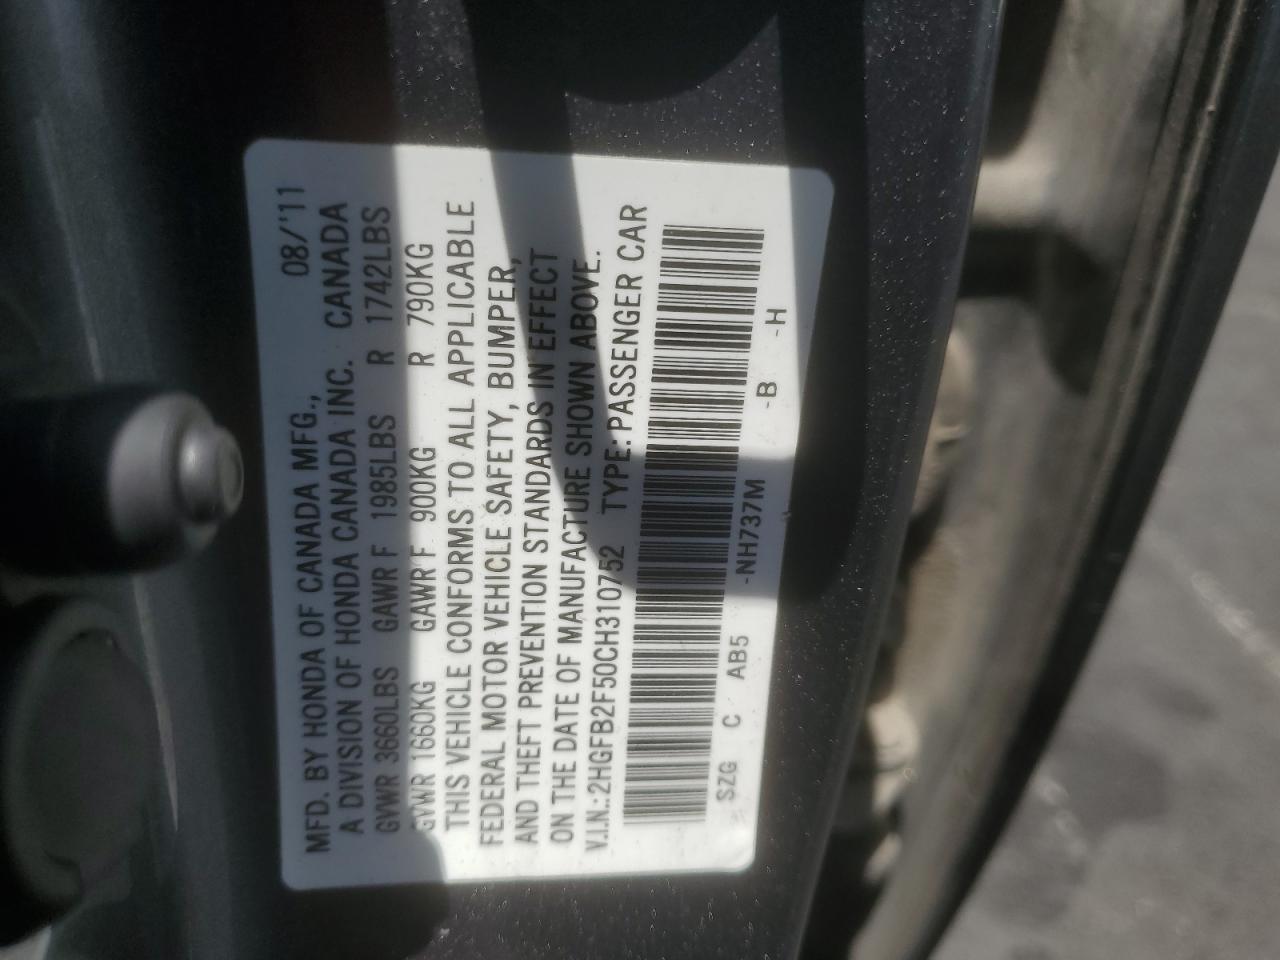 MFD. BY HONDA OF CANADA MFG., 08/'11
A DIVISION OF HONDA CANADA INC. CANADA
GVWR 3660LBS GAWR F 1985LBS R 1742LBS
GVWR 1660KG GAWR F 900KG R 790KG
THIS VEHICLE CONFORMS TO ALL APPLICABLE
FEDERAL MOTOR VEHICLE SAFETY, BUMPER,
AND THEFT PREVENTION STANDARDS IN EFFECT
ON THE DATE OF MANUFACTURE SHOWN ABOVE.
V.I.N.:2HGFB2F50CH310752 TYPE: PASSENGER CAR
SZG C AB5 -NH737M -B -H